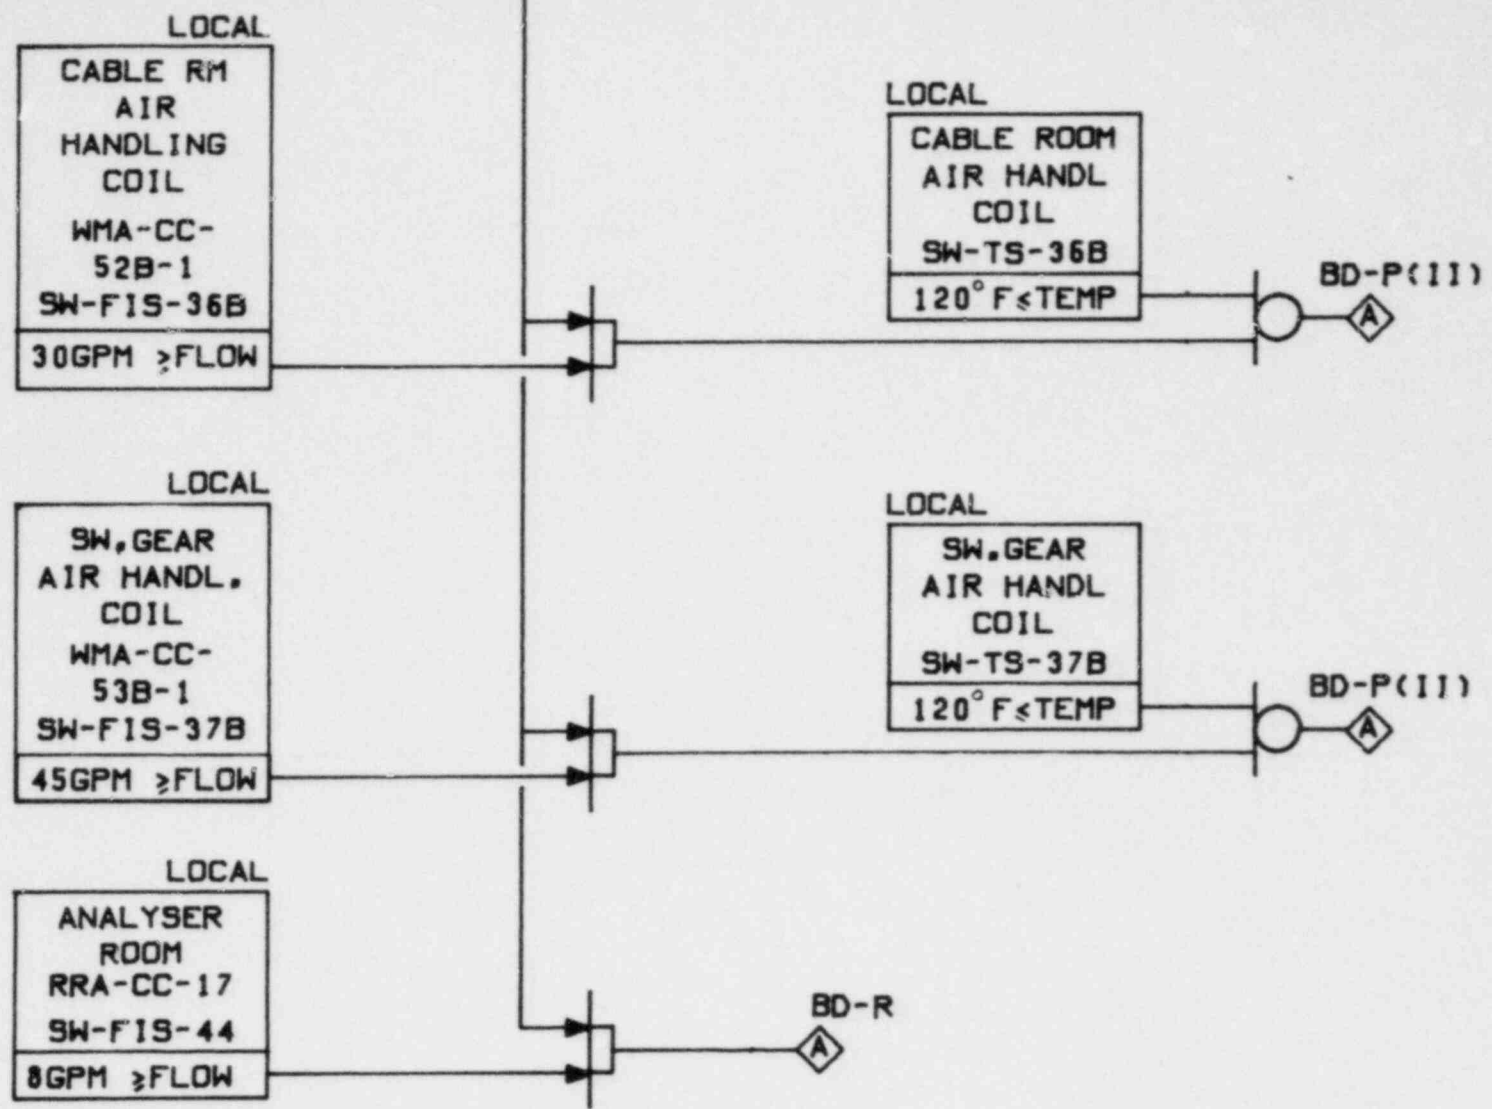 LOCAL
CABLE RM
AIR
HANDLING
COIL
WMA-CC-
52B-1
SW-FIS-36B
30GPM ≥FLOW
LOCAL
CABLE ROOM
AIR HANDL
COIL
SW-TS-36B
120°F≤TEMP
BD-P(II)
A
LOCAL
SW.GEAR
AIR HANDL.
COIL
WMA-CC-
53B-1
SW-FIS-37B
45GPM ≥FLOW
LOCAL
SW.GEAR
AIR HANDL
COIL
SW-TS-37B
120°F≤TEMP
BD-P(II)
A
LOCAL
ANALYSER
ROOM
RRA-CC-17
SW-FIS-44
8GPM ≥FLOW
BD-R
A